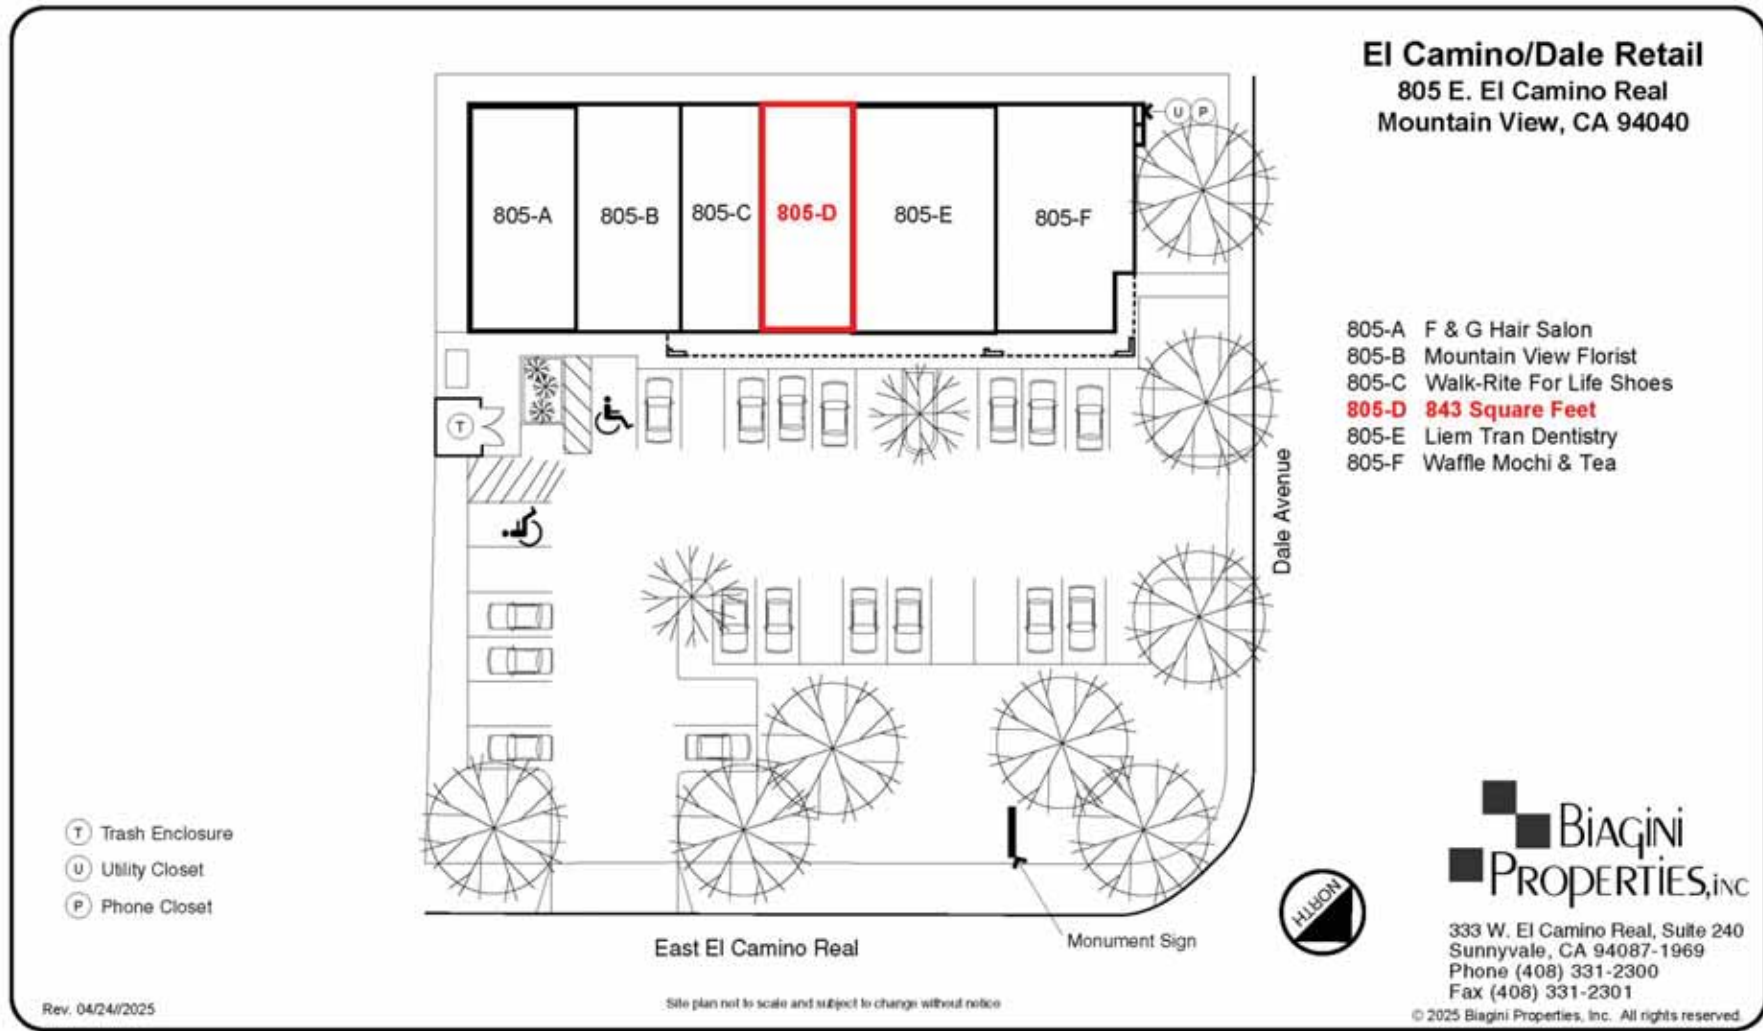 El Camino/Dale Retail
805 E. El Camino Real
Mountain View, CA 94040
U P
805-A
805-B
805-C
805-D
805-E
805-F
805-A F & G Hair Salon
805-B Mountain View Florist
805-C Walk-Rite For Life Shoes
805-D 843 Square Feet
805-E Liem Tran Dentistry
805-F Waffle Mochi & Tea
T
Dale Avenue
T Trash Enclosure
U Utility Closet
P Phone Closet
East El Camino Real
Monument Sign
NORTH
BiAGiNi
PROPERTiES,iNC
333 W. El Camino Real, Suite 240
Sunnyvale, CA 94087-1969
Phone (408) 331-2300
Fax (408) 331-2301
Rev. 04/24//2025
Site plan not to scale and subject to change without notice
© 2025 Biagini Properties, Inc. All rights reserved.